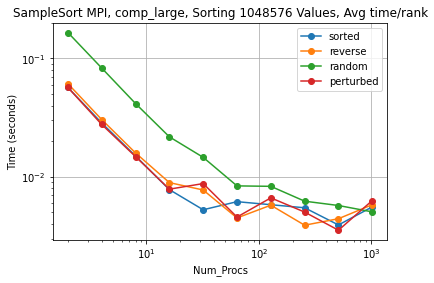 SampleSort MPI, comp_large, Sorting 1048576 Values, Avg time/rank
sorted
reverse
random
perturbed
10⁻¹
10⁻²
Time (seconds)
10¹
10²
10³
Num_Procs